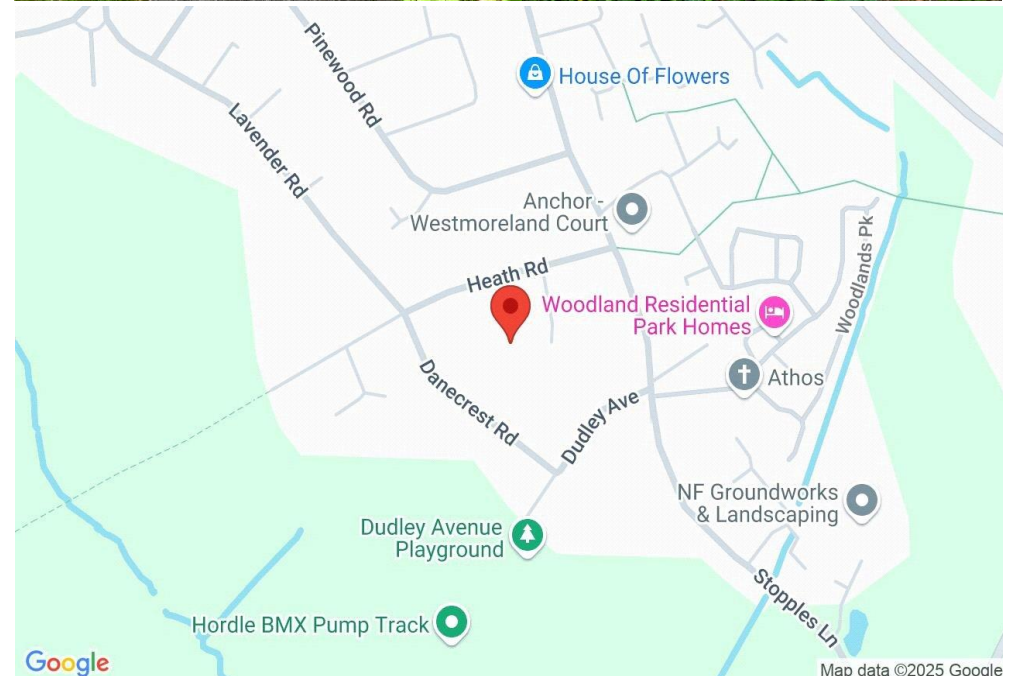 Pinewood Rd
House Of Flowers
Lavender Rd
Anchor -
Westmoreland Court
Heath Rd
Woodlands Pk
Woodland Residential
Park Homes
Athos
Danecrest Rd
Dudley Ave
NF Groundworks
& Landscaping
Dudley Avenue
Playground
Stopples Ln
Hordle BMX Pump Track
Google
Map data ©2025 Google